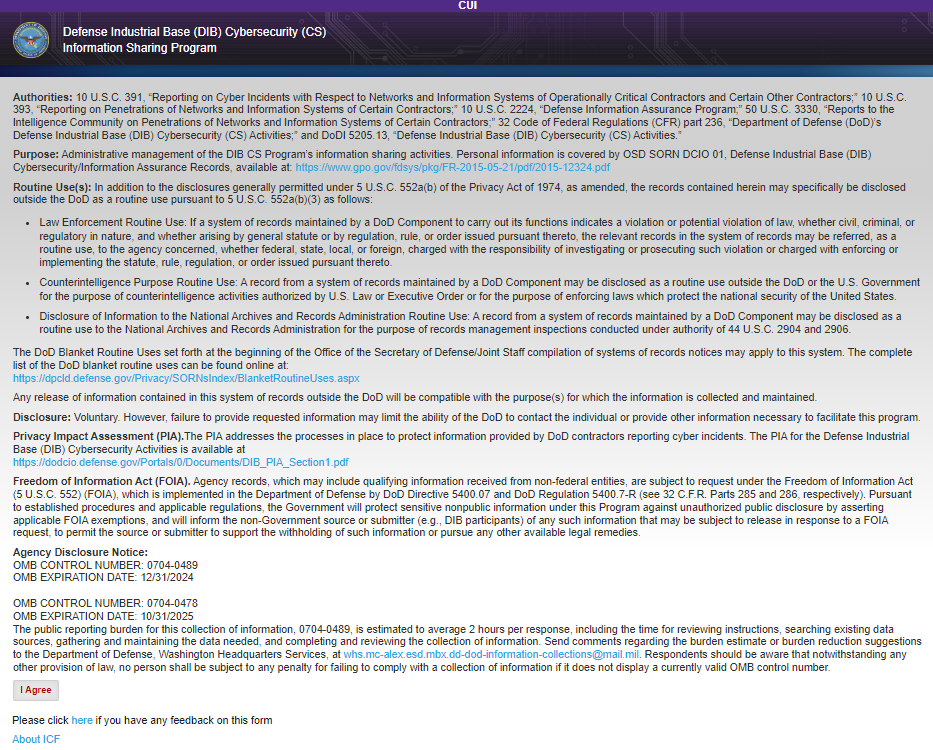 CUI
Defense Industrial Base (DIB) Cybersecurity (CS)
Information Sharing Program
Authorities: 10 U.S.C. 391, “Reporting on Cyber Incidents with Respect to Networks and Information Systems of Operationally Critical Contractors and Certain Other Contractors;” 10 U.S.C.
393, “Reporting on Penetrations of Networks and Information Systems of Certain Contractors;” 10 U.S.C. 2224, “Defense Information Assurance Program;” 50 U.S.C. 3330, “Reports to the
Intelligence Community on Penetrations of Networks and Information Systems of Certain Contractors;” 32 Code of Federal Regulations (CFR) part 236, “Department of Defense (DoD)’s
Defense Industrial Base (DIB) Cybersecurity (CS) Activities;” and DoDI 5205.13, “Defense Industrial Base (DIB) Cybersecurity (CS) Activities.”
Purpose: Administrative management of the DIB CS Program’s information sharing activities. Personal information is covered by OSD SORN DCIO 01, Defense Industrial Base (DIB)
Cybersecurity/Information Assurance Records, available at: https://www.gpo.gov/fdsys/pkg/FR-2015-05-21/pdf/2015-12324.pdf
Routine Use(s): In addition to the disclosures generally permitted under 5 U.S.C. 552a(b) of the Privacy Act of 1974, as amended, the records contained herein may specifically be disclosed
outside the DoD as a routine use pursuant to 5 U.S.C. 552a(b)(3) as follows:
• Law Enforcement Routine Use: If a system of records maintained by a DoD Component to carry out its functions indicates a violation or potential violation of law, whether civil, criminal, or
regulatory in nature, and whether arising by general statute or by regulation, rule, or order issued pursuant thereto, the relevant records in the system of records may be referred, as a
routine use, to the agency concerned, whether federal, state, local, or foreign, charged with the responsibility of investigating or prosecuting such violation or charged with enforcing or
implementing the statute, rule, regulation, or order issued pursuant thereto.
• Counterintelligence Purpose Routine Use: A record from a system of records maintained by a DoD Component may be disclosed as a routine use outside the DoD or the U.S. Government
for the purpose of counterintelligence activities authorized by U.S. Law or Executive Order or for the purpose of enforcing laws which protect the national security of the United States.
• Disclosure of Information to the National Archives and Records Administration Routine Use: A record from a system of records maintained by a DoD Component may be disclosed as a
routine use to the National Archives and Records Administration for the purpose of records management inspections conducted under authority of 44 U.S.C. 2904 and 2906.
The DoD Blanket Routine Uses set forth at the beginning of the Office of the Secretary of Defense/Joint Staff compilation of systems of records notices may apply to this system. The complete
list of the DoD blanket routine uses can be found online at:
https://dpcld.defense.gov/Privacy/SORNsIndex/BlanketRoutineUses.aspx
Any release of information contained in this system of records outside the DoD will be compatible with the purpose(s) for which the information is collected and maintained.
Disclosure: Voluntary. However, failure to provide requested information may limit the ability of the DoD to contact the individual or provide other information necessary to facilitate this program.
Privacy Impact Assessment (PIA).The PIA addresses the processes in place to protect information provided by DoD contractors reporting cyber incidents. The PIA for the Defense Industrial
Base (DIB) Cybersecurity Activities is available at
https://dodcio.defense.gov/Portals/0/Documents/DIB_PIA_Section1.pdf
Freedom of Information Act (FOIA). Agency records, which may include qualifying information received from non-federal entities, are subject to request under the Freedom of Information Act
(5 U.S.C. 552) (FOIA), which is implemented in the Department of Defense by DoD Directive 5400.07 and DoD Regulation 5400.7-R (see 32 C.F.R. Parts 285 and 286, respectively). Pursuant
to established procedures and applicable regulations, the Government will protect sensitive nonpublic information under this Program against unauthorized public disclosure by asserting
applicable FOIA exemptions, and will inform the non-Government source or submitter (e.g., DIB participants) of any such information that may be subject to release in response to a FOIA
request, to permit the source or submitter to support the withholding of such information or pursue any other available legal remedies.
Agency Disclosure Notice:
OMB CONTROL NUMBER: 0704-0489
OMB EXPIRATION DATE: 12/31/2024
OMB CONTROL NUMBER: 0704-0478
OMB EXPIRATION DATE: 10/31/2025
The public reporting burden for this collection of information, 0704-0489, is estimated to average 2 hours per response, including the time for reviewing instructions, searching existing data
sources, gathering and maintaining the data needed, and completing and reviewing the collection of information. Send comments regarding the burden estimate or burden reduction suggestions
to the Department of Defense, Washington Headquarters Services, at whs.mc-alex.esd.mbx.dd-dod-information-collections@mail.mil. Respondents should be aware that notwithstanding any
other provision of law, no person shall be subject to any penalty for failing to comply with a collection of information if it does not display a currently valid OMB control number.
I Agree
Please click here if you have any feedback on this form
About ICF